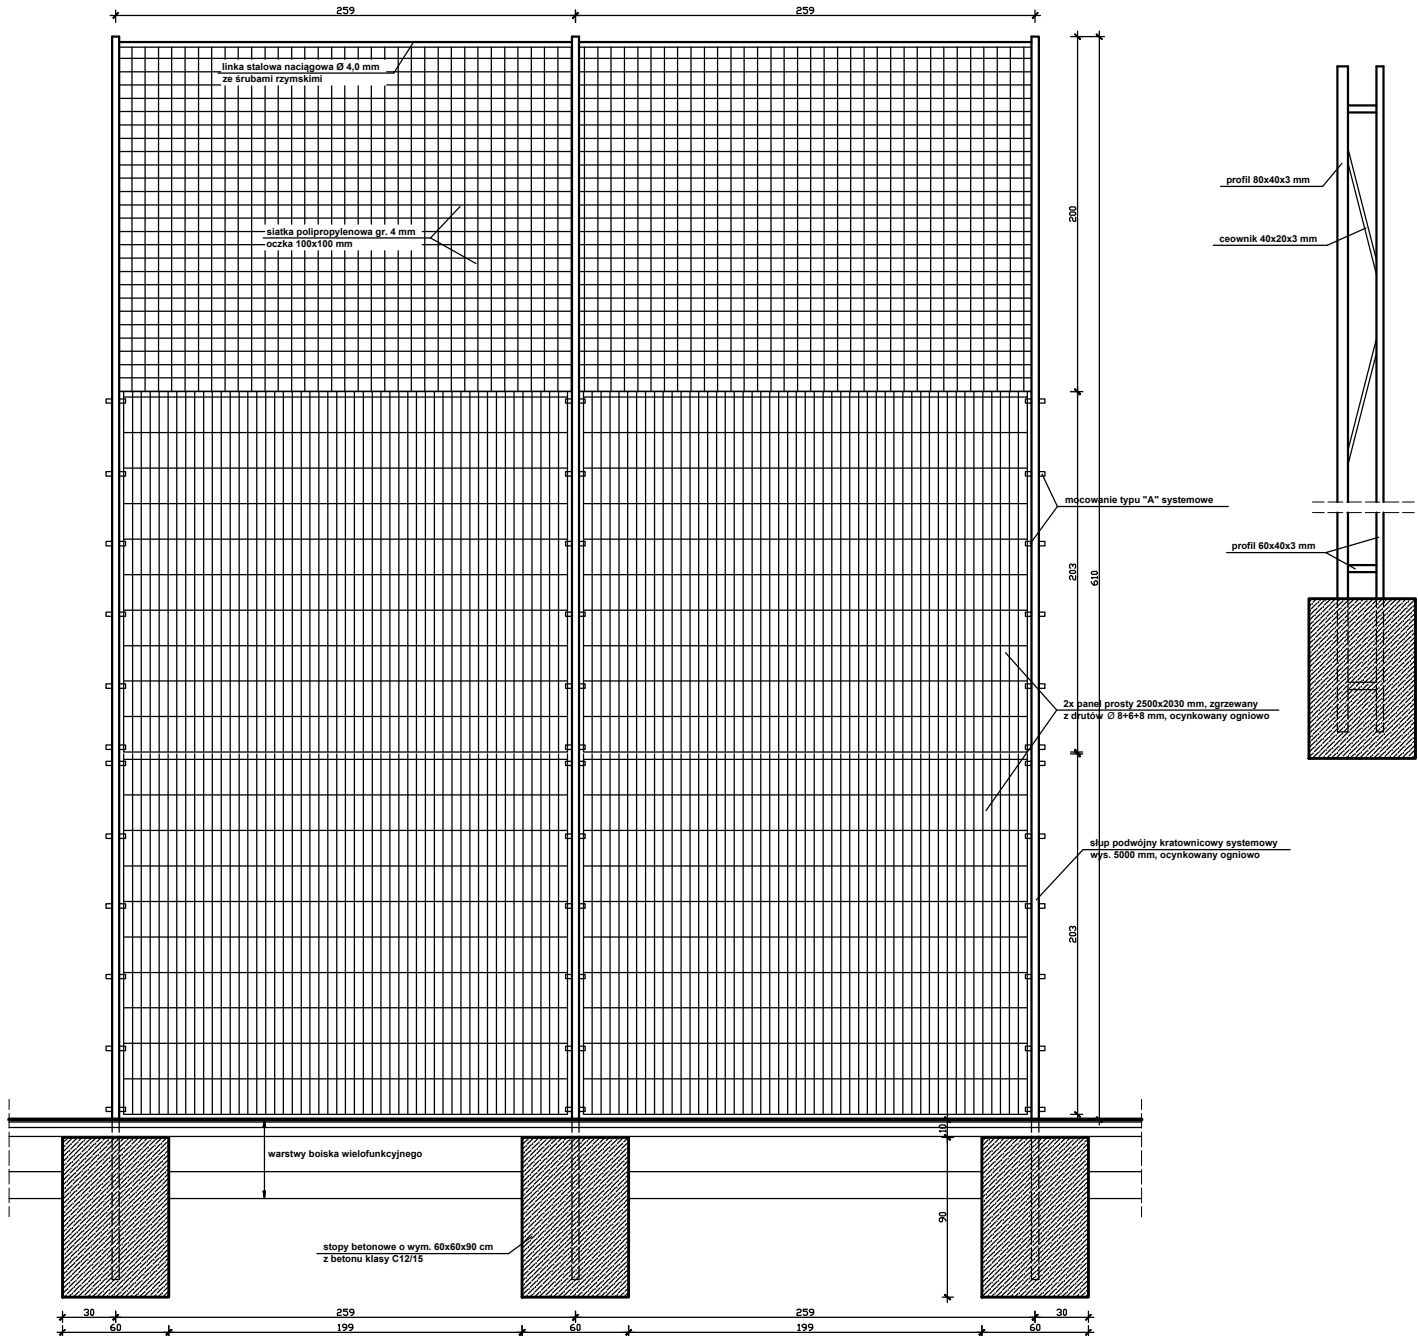 259
259
linka stalowa naciągowa Ø 4,0 mm
ze śrubami rzymskimi
siatka polipropylenowa gr. 4 mm
oczka 100x100 mm
200
203
610
203
mocowanie typu "A" systemowe
2x panel prosty 2500x2030 mm, zgrzewany
z drutów Ø 8+6+8 mm, ocynkowany ogniowo
słup podwójny kratownicowy systemowy
wys. 5000 mm, ocynkowany ogniowo
profil 80x40x3 mm
ceownik 40x20x3 mm
profil 60x40x3 mm
10
warstwy boiska wielofunkcyjnego
90
stopy betonowe o wym. 60x60x90 cm
z betonu klasy C12/15
30
259
259
30
60
199
60
199
60